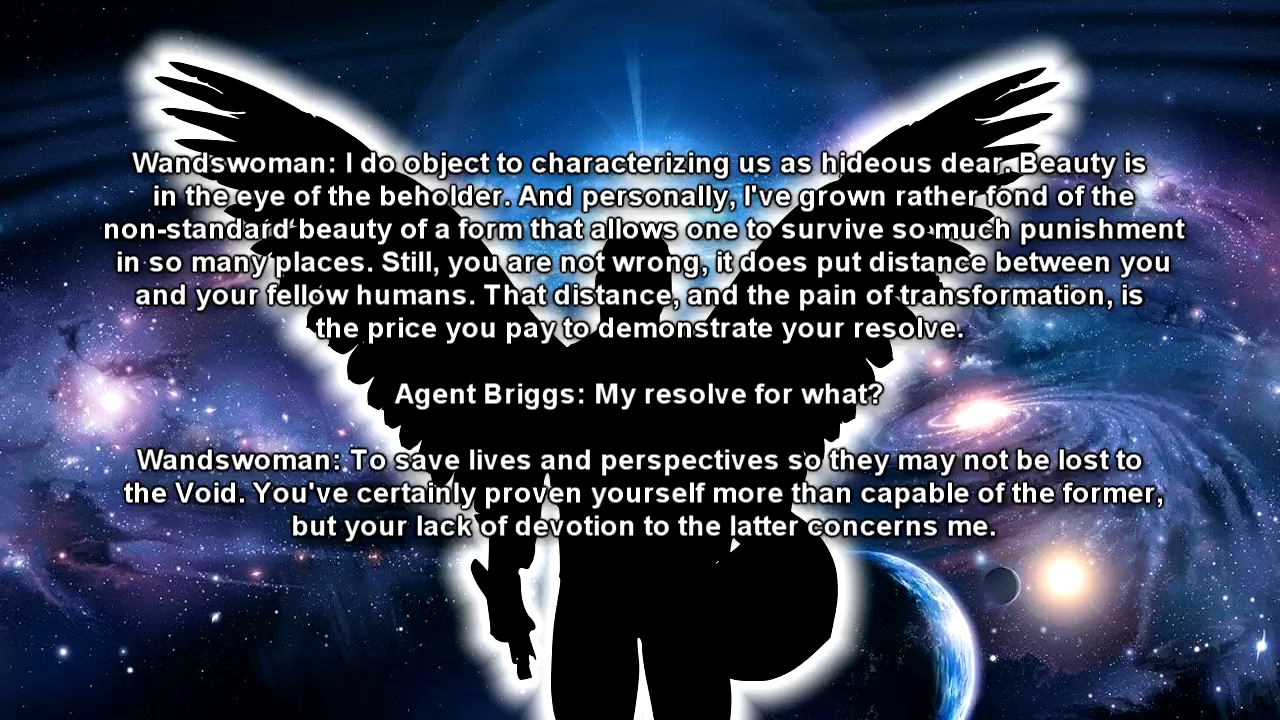 Wandswoman: I do object to characterizing us as hideous dear. Beauty is
in the eye of the beholder. And personally, I've grown rather fond of the
non-standard beauty of a form that allows one to survive so much punishment
in so many places. Still, you are not wrong, it does put distance between you
and your fellow humans. That distance, and the pain of transformation, is
the price you pay to demonstrate your resolve.
Agent Briggs: My resolve for what?
Wandswoman: To save lives and perspectives so they may not be lost to
the Void. You've certainly proven yourself more than capable of the former,
but your lack of devotion to the latter concerns me.